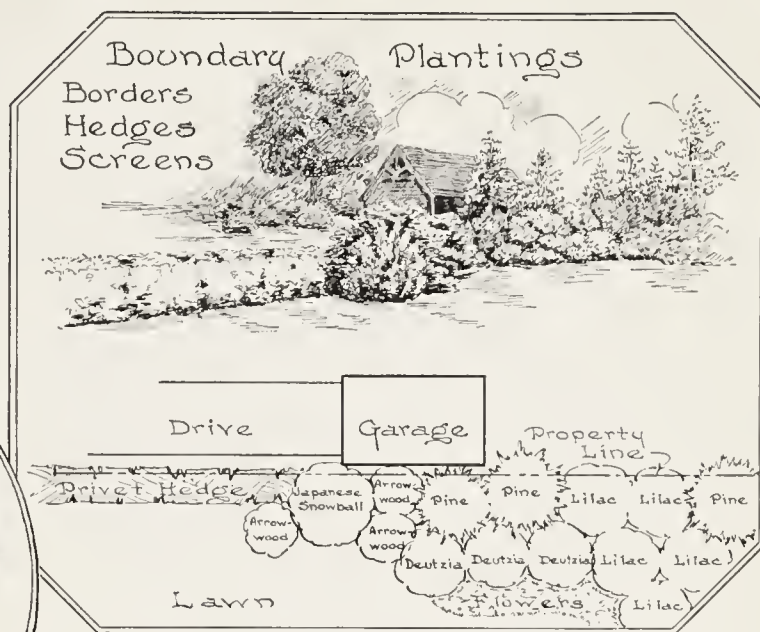 Boundary Plantings
Borders
Hedges
Screens
Drive
Garage
Property
Line
Privet Hedge
Japanese
Snowball
Arrow-
wood
Arrow-
wood
Arrow-
wood
Pine
Pine
Lilac
Lilac
Pine
Deutzia
Deutzia
Deutzia
Lilac
Lilac
Lawn
Flowers
Lilac